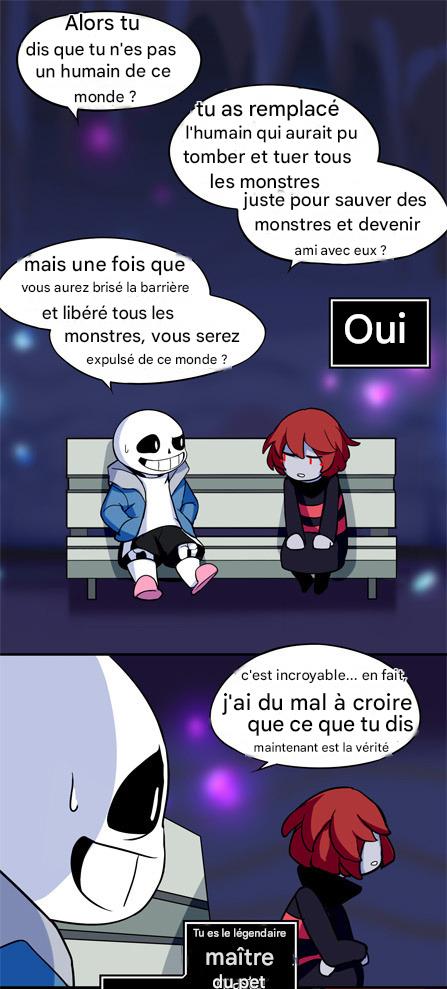 Alors tu
dis que tu n'es pas
un humain de ce
monde ?
tu as remplacé
l'humain qui aurait pu
tomber et tuer tous
les monstres
juste pour sauver des
monstres et devenir
ami avec eux ?
mais une fois que
vous aurez brisé la barrière
et libéré tous les
monstres, vous serez
expulsé de ce monde ?
Oui
c'est incroyable... en fait,
j'ai du mal à croire
que ce que tu dis
maintenant est la vérité
Tu es le légendaire
maître
du pet